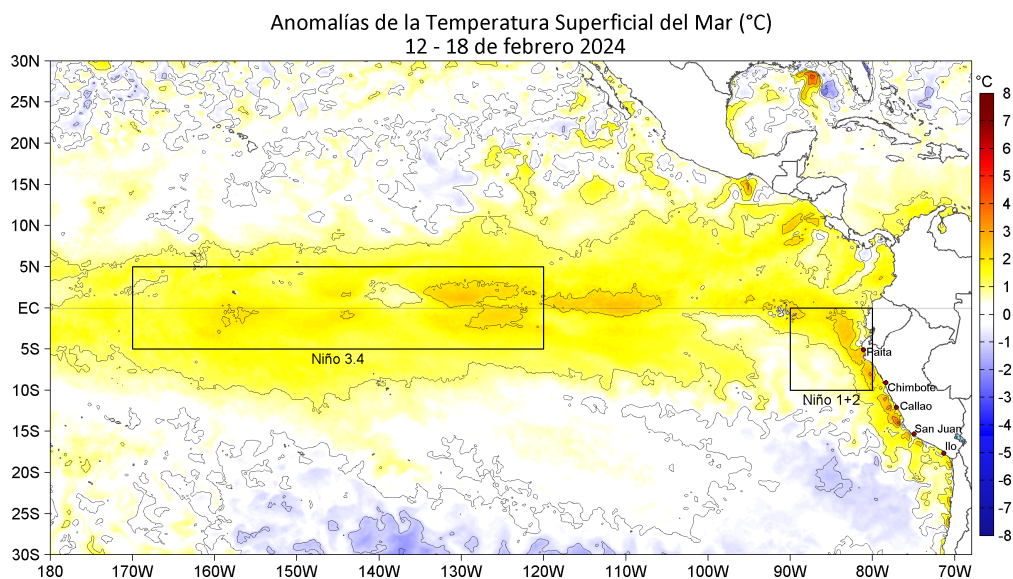 Anomalías de la Temperatura Superficial del Mar (°C)
12 - 18 de febrero 2024
30N
25N
20N
15N
10N
5N
EC
5S
10S
15S
20S
25S
30S
180
170W
160W
150W
140W
130W
120W
110W
100W
90W
80W
70W
Niño 3.4
Niño 1+2
Paita
Chimbote
Callao
San Juan
Ilo
°C
8
7
6
5
4
3
2
1
0
-1
-2
-3
-4
-5
-6
-7
-8